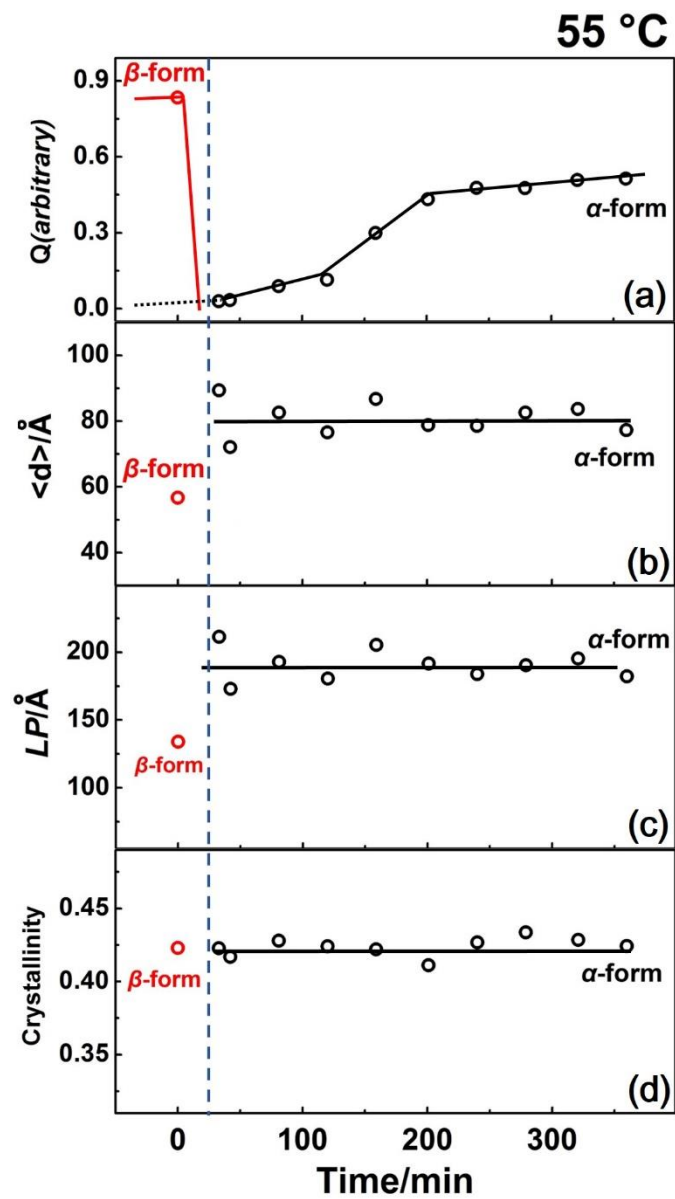 55 °C
β-form
0.9
0.6
0.3
0.0
Q(arbitrary)
α-form
(a)
100
80
60
40
<d>/Å
β-form
α-form
(b)
200
150
100
LP/Å
α-form
β-form
(c)
0.45
0.40
0.35
Crystallinity
β-form
α-form
(d)
0 100 200 300
Time/min